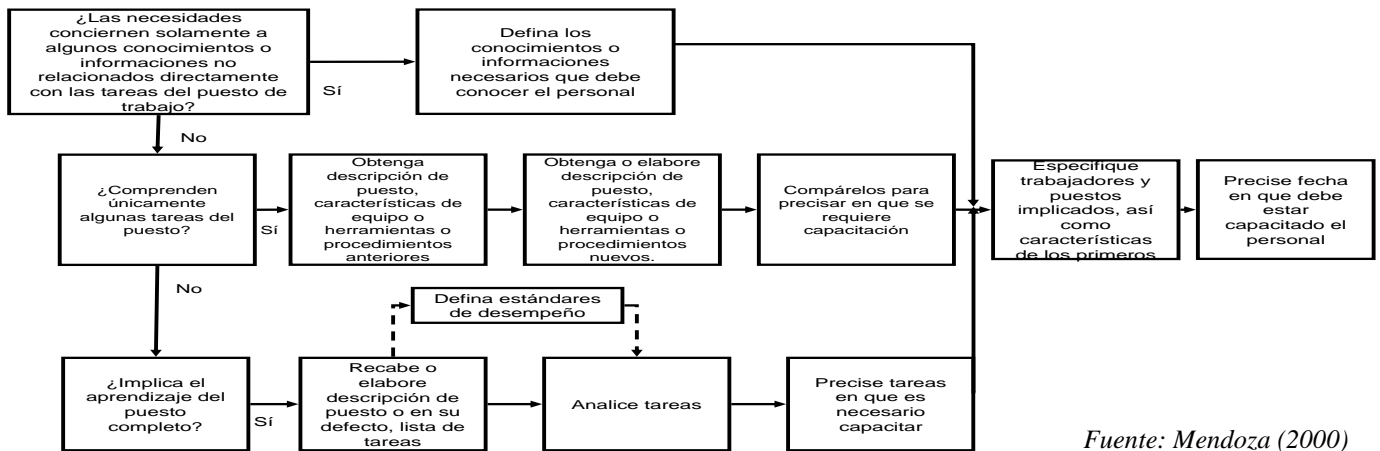 ¿Las necesidades
conciernen solamente a
algunos conocimientos o
informaciones no
relacionados directamente
con las tareas del puesto de
trabajo?
Sí
Defina los
conocimientos o
informaciones
necesarios que debe
conocer el personal
No
¿Comprenden
únicamente
algunas tareas del
puesto?
Sí
Obtenga
descripción de
puesto,
características de
equipo o
herramientas o
procedimientos
anteriores
Obtenga o elabore
descripción de
puesto,
características de
equipo o
herramientas o
procedimientos
nuevos.
Compárelos para
precisar en que se
requiere
capacitación
Especifique
trabajadores y
puestos
implicados, así
como
características
de los primeros
Precise fecha
en que debe
estar
capacitado el
personal
No
Defina estándares
de desempeño
¿Implica el
aprendizaje del
puesto
completo?
Sí
Recabe o
elabore
descripción de
puesto o en su
defecto, lista de
tareas
Analice tareas
Precise tareas
en que es
necesario
capacitar
Fuente: Mendoza (2000)